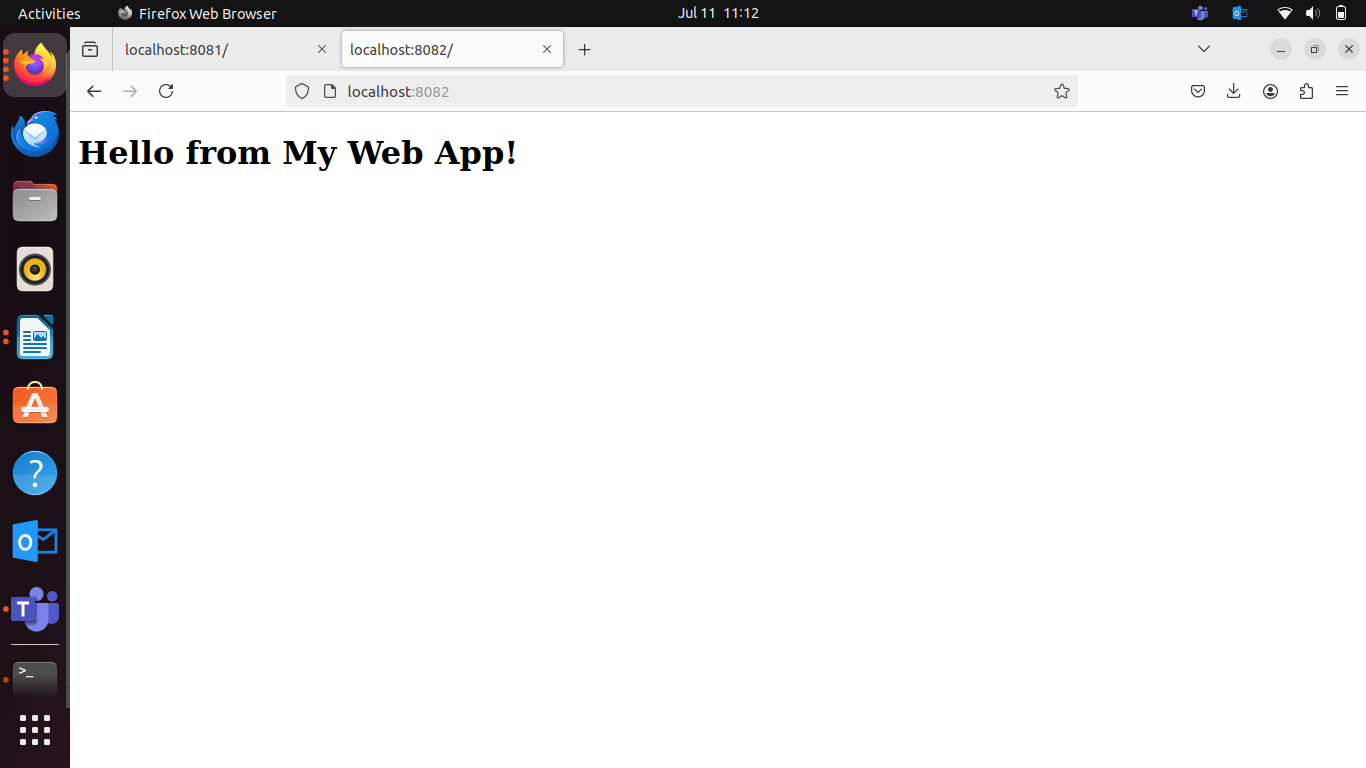 Activities
Firefox Web Browser
Jul 11 11:12
localhost:8081/
localhost:8082/
localhost:8082
Hello from My Web App!
>_